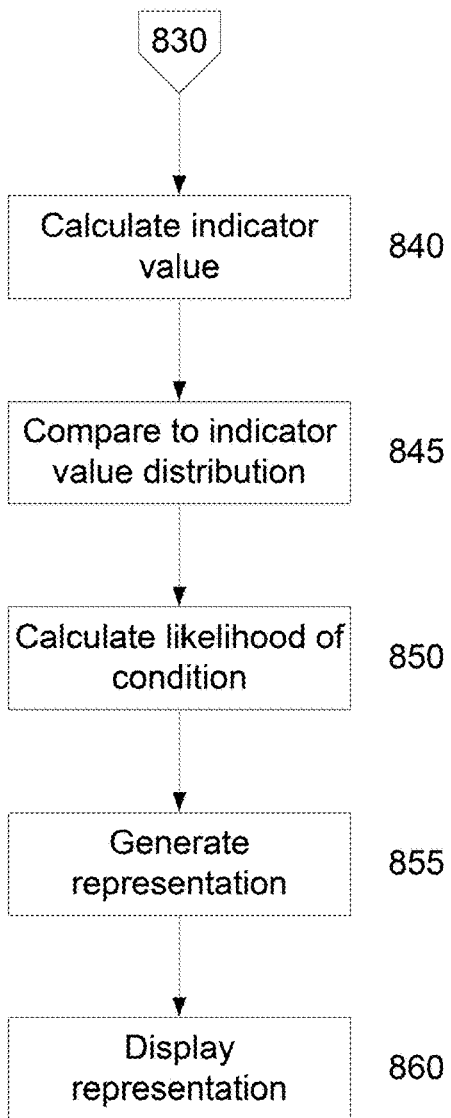 830
Calculate indicator
value
840
Compare to indicator
value distribution
845
Calculate likelihood of
condition
850
Generate
representation
855
Display
representation
860